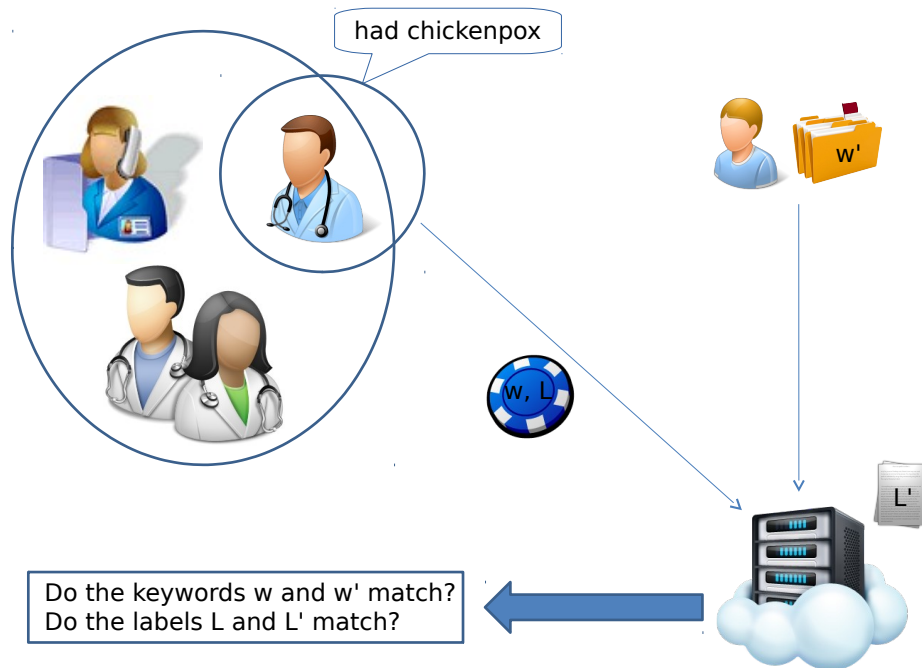 had chickenpox
w'
w, L
L'
Do the keywords w and w' match?
Do the labels L and L' match?